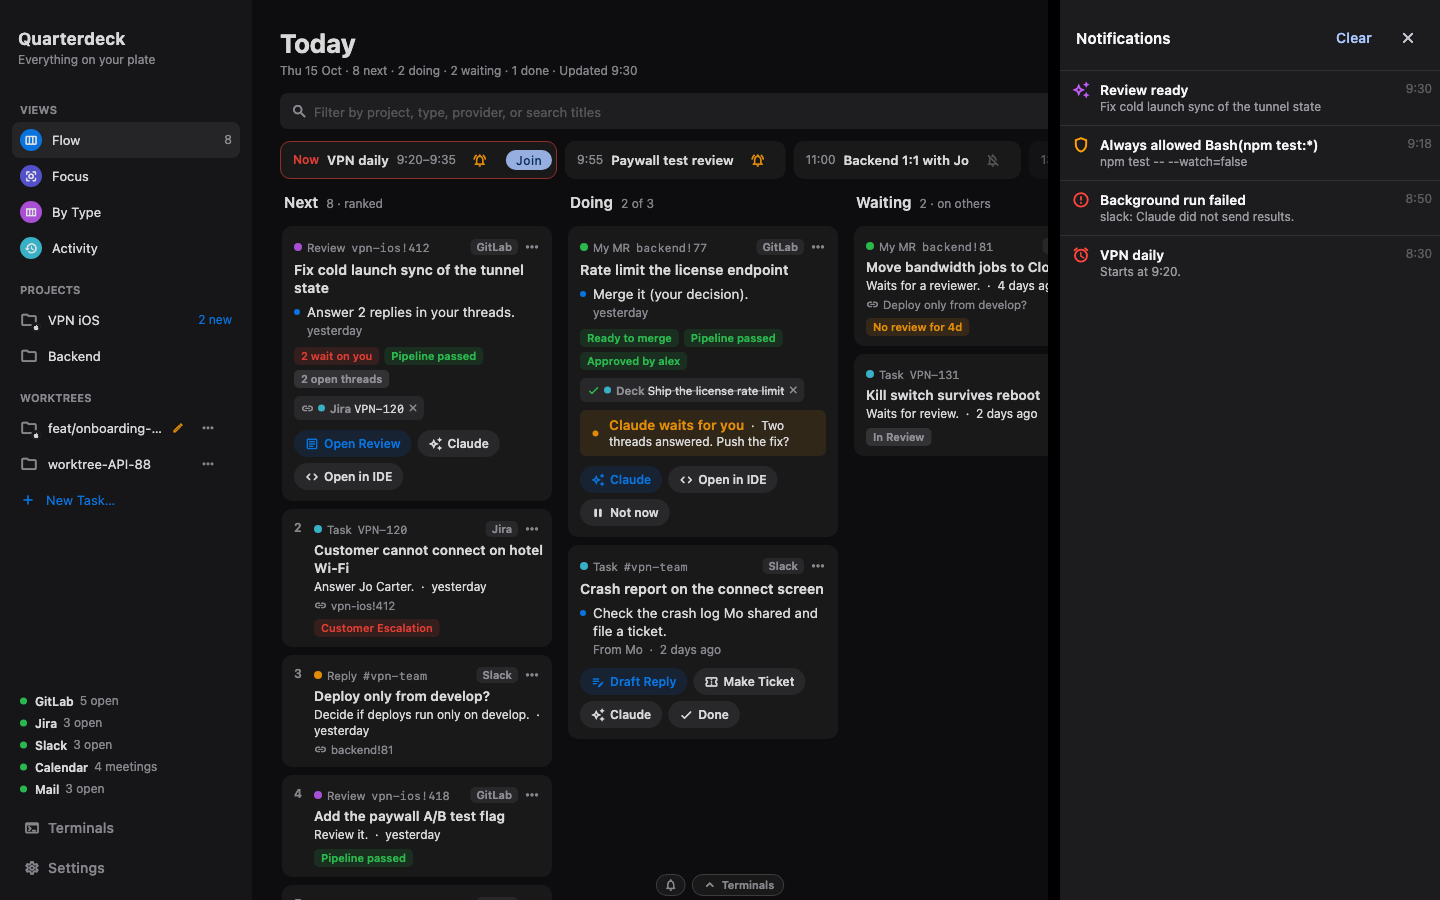 Quarterdeck
Everything on your plate
VIEWS
Flow 8
Focus
By Type
Activity
PROJECTS
VPN iOS 2 new
Backend
WORKTREES
feat/onboarding-...
worktree-API-88
New Task...
GitLab 5 open
Jira 3 open
Slack 3 open
Calendar 4 meetings
Mail 3 open
Terminals
Settings
Today
Thu 15 Oct · 8 next · 2 doing · 2 waiting · 1 done · Updated 9:30
Filter by project, type, provider, or search titles
Now VPN daily 9:20–9:35 Join
9:55 Paywall test review
11:00 Backend 1:1 with Jo
Next 8 · ranked
Review vpn-ios!412 GitLab
Fix cold launch sync of the tunnel
state
Answer 2 replies in your threads.
yesterday
2 wait on you Pipeline passed
2 open threads
Jira VPN-120
Open Review Claude
Open in IDE
2 Task VPN-120 Jira
Customer cannot connect on hotel
Wi-Fi
Answer Jo Carter. · yesterday
vpn-ios!412
Customer Escalation
3 Reply #vpn-team Slack
Deploy only from develop?
Decide if deploys run only on develop. ·
yesterday
backend!81
4 Review vpn-ios!418 GitLab
Add the paywall A/B test flag
Review it. · yesterday
Pipeline passed
Doing 2 of 3
My MR backend!77 GitLab
Rate limit the license endpoint
Merge it (your decision).
yesterday
Ready to merge Pipeline passed
Approved by alex
Deck Ship the license rate limit
Claude waits for you · Two
threads answered. Push the fix?
Claude Open in IDE
Not now
Task #vpn-team Slack
Crash report on the connect screen
Check the crash log Mo shared and
file a ticket.
From Mo · 2 days ago
Draft Reply Make Ticket
Claude Done
Waiting 2 · on others
My MR backend!81
Move bandwidth jobs to Clo
Waits for a reviewer. · 4 days ag
Deploy only from develop?
No review for 4d
Task VPN-131
Kill switch survives reboot
Waits for review. · 2 days ago
In Review
Terminals
Notifications Clear
Review ready 9:30
Fix cold launch sync of the tunnel state
Always allowed Bash(npm test:*) 9:18
npm test -- --watch=false
Background run failed 8:50
slack: Claude did not send results.
VPN daily 8:30
Starts at 9:20.